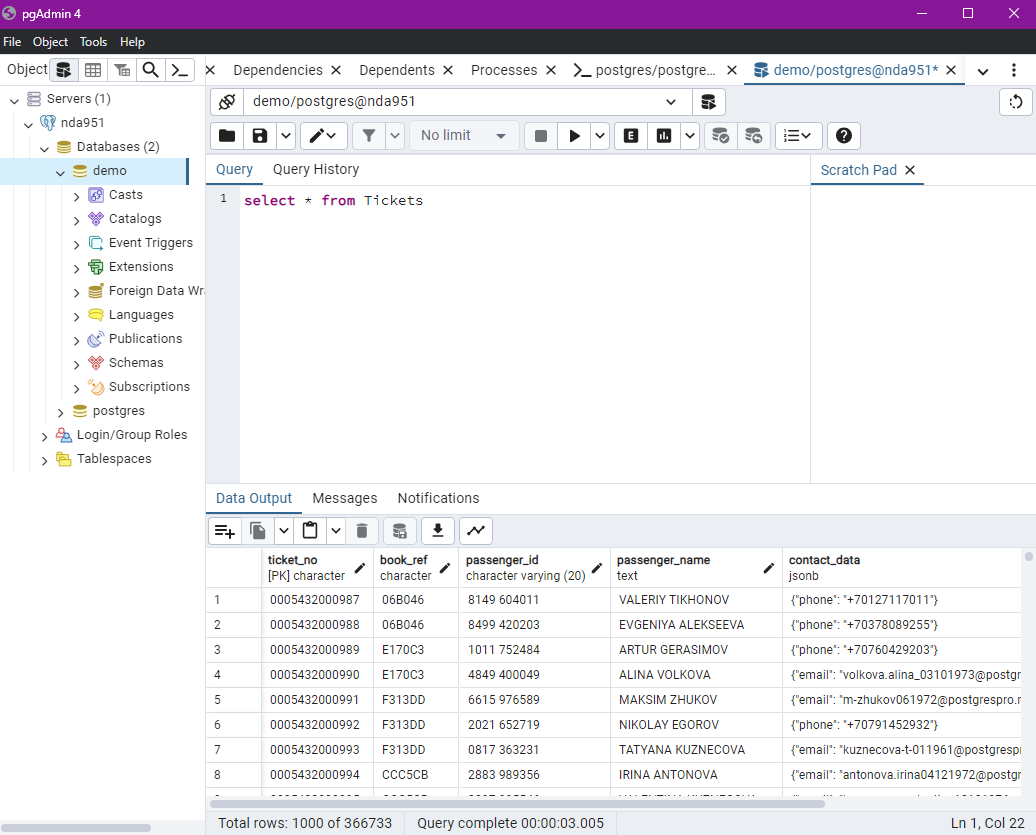 pgAdmin 4
File Object Tools Help
Object
Dependencies
Dependents
Processes
postgres/postgre...
demo/postgres@nda951*
Servers (1)
nda951
Databases (2)
demo
Casts
Catalogs
Event Triggers
Extensions
Foreign Data Wr
Languages
Publications
Schemas
Subscriptions
postgres
Login/Group Roles
Tablespaces
demo/postgres@nda951
No limit
E
Query Query History
Scratch Pad
1 select * from Tickets
Data Output Messages Notifications
ticket_no book_ref passenger_id passenger_name contact_data
[PK] character character character varying (20) text jsonb
1 0005432000987 06B046 8149 604011 VALERIY TIKHONOV {"phone": "+70127117011"}
2 0005432000988 06B046 8499 420203 EVGENIYA ALEKSEEVA {"phone": "+70378089255"}
3 0005432000989 E170C3 1011 752484 ARTUR GERASIMOV {"phone": "+70760429203"}
4 0005432000990 E170C3 4849 400049 ALINA VOLKOVA {"email": "volkova.alina_03101973@postgr
5 0005432000991 F313DD 6615 976589 MAKSIM ZHUKOV {"email": "m-zhukov061972@postgrespro.r
6 0005432000992 F313DD 2021 652719 NIKOLAY EGOROV {"phone": "+70791452932"}
7 0005432000993 F313DD 0817 363231 TATYANA KUZNECOVA {"email": "kuznecova-t-011961@postgrespr
8 0005432000994 CCC5CB 2883 989356 IRINA ANTONOVA {"email": "antonova.irina04121972@postgr
Total rows: 1000 of 366733 Query complete 00:00:03.005 Ln 1, Col 22